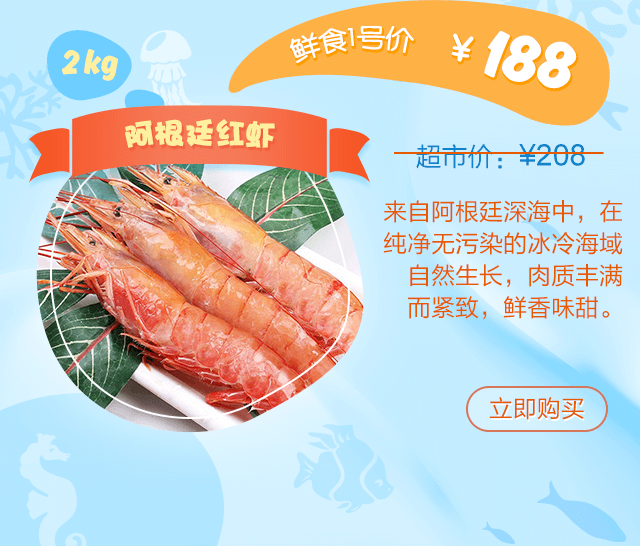 鲜食1号价 ¥188
2kg
阿根廷红虾
超市价：¥208
来自阿根廷深海中，在
纯净无污染的冰冷海域
自然生长，肉质丰满
而紧致，鲜香味甜。
立即购买